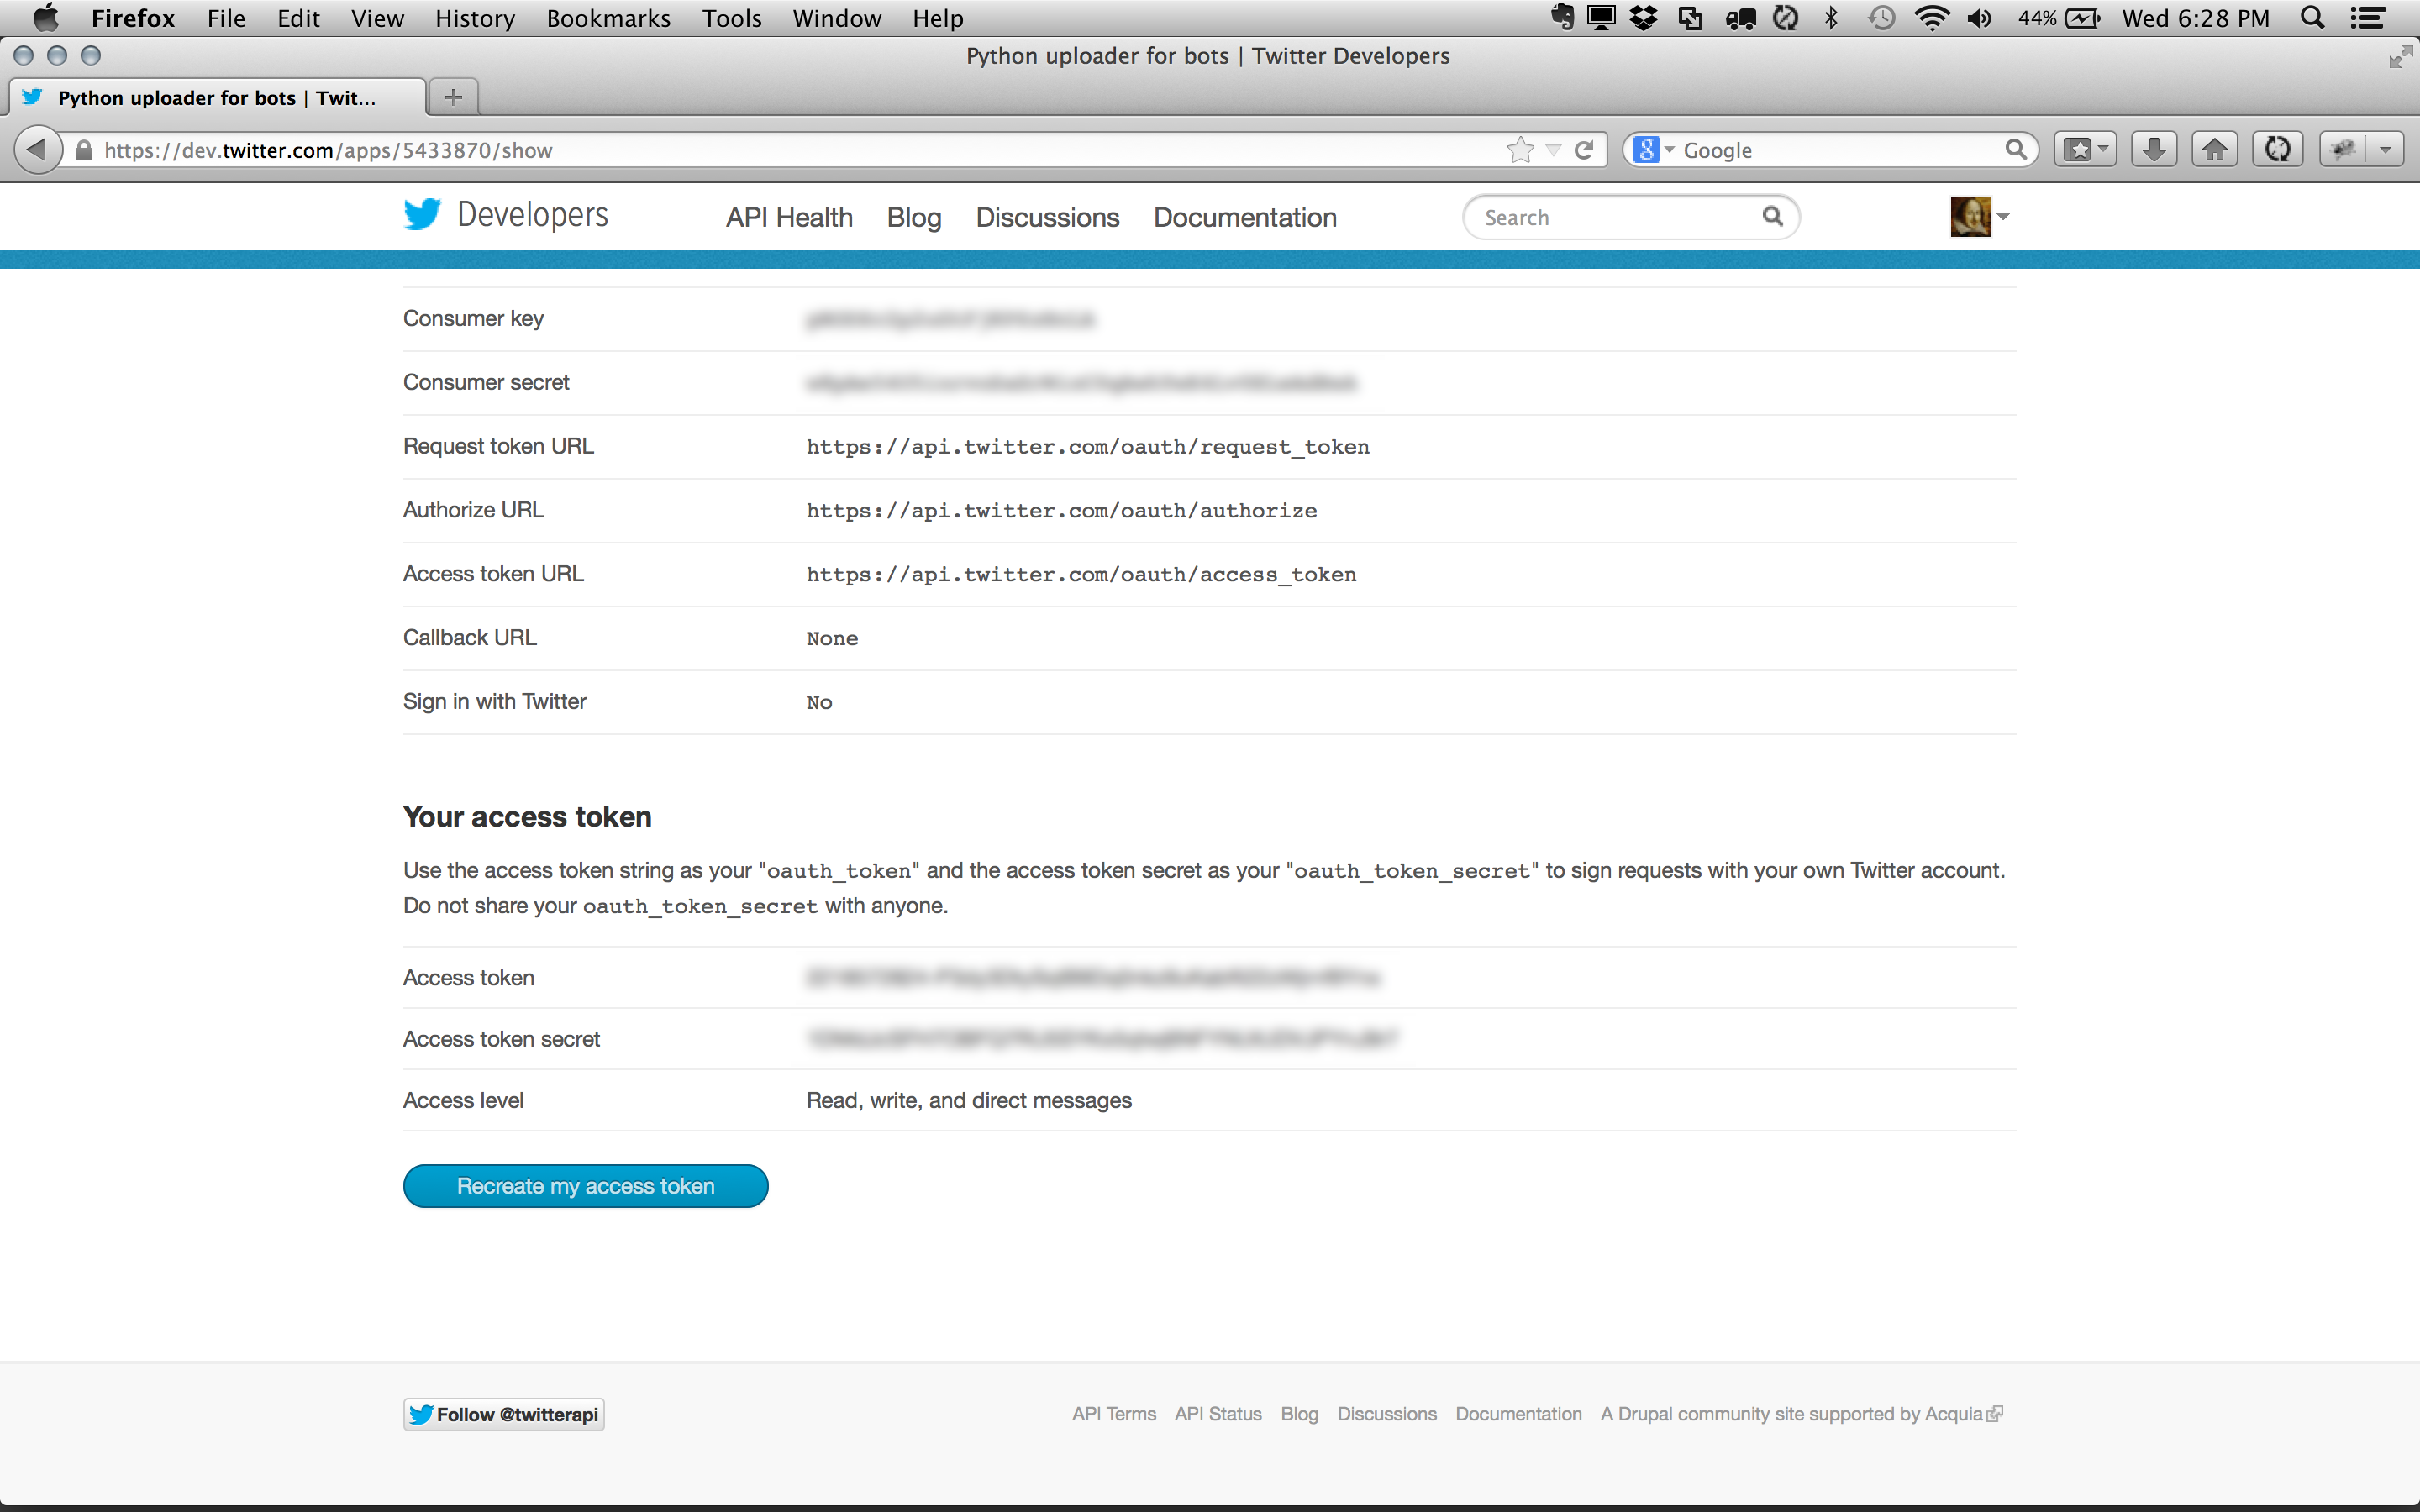 Firefox File Edit View History Bookmarks Tools Window Help 44% Wed 6:28 PM
Python uploader for bots | Twitter Developers
Python uploader for bots | Twit...
https://dev.twitter.com/apps/5433870/show Google
Developers API Health Blog Discussions Documentation Search
Consumer key
Consumer secret
Request token URL https://api.twitter.com/oauth/request_token
Authorize URL https://api.twitter.com/oauth/authorize
Access token URL https://api.twitter.com/oauth/access_token
Callback URL None
Sign in with Twitter No
Your access token
Use the access token string as your "oauth_token" and the access token secret as your "oauth_token_secret" to sign requests with your own Twitter account.
Do not share your oauth_token_secret with anyone.
Access token
Access token secret
Access level Read, write, and direct messages
Recreate my access token
Follow @twitterapi API Terms API Status Blog Discussions Documentation A Drupal community site supported by Acquia